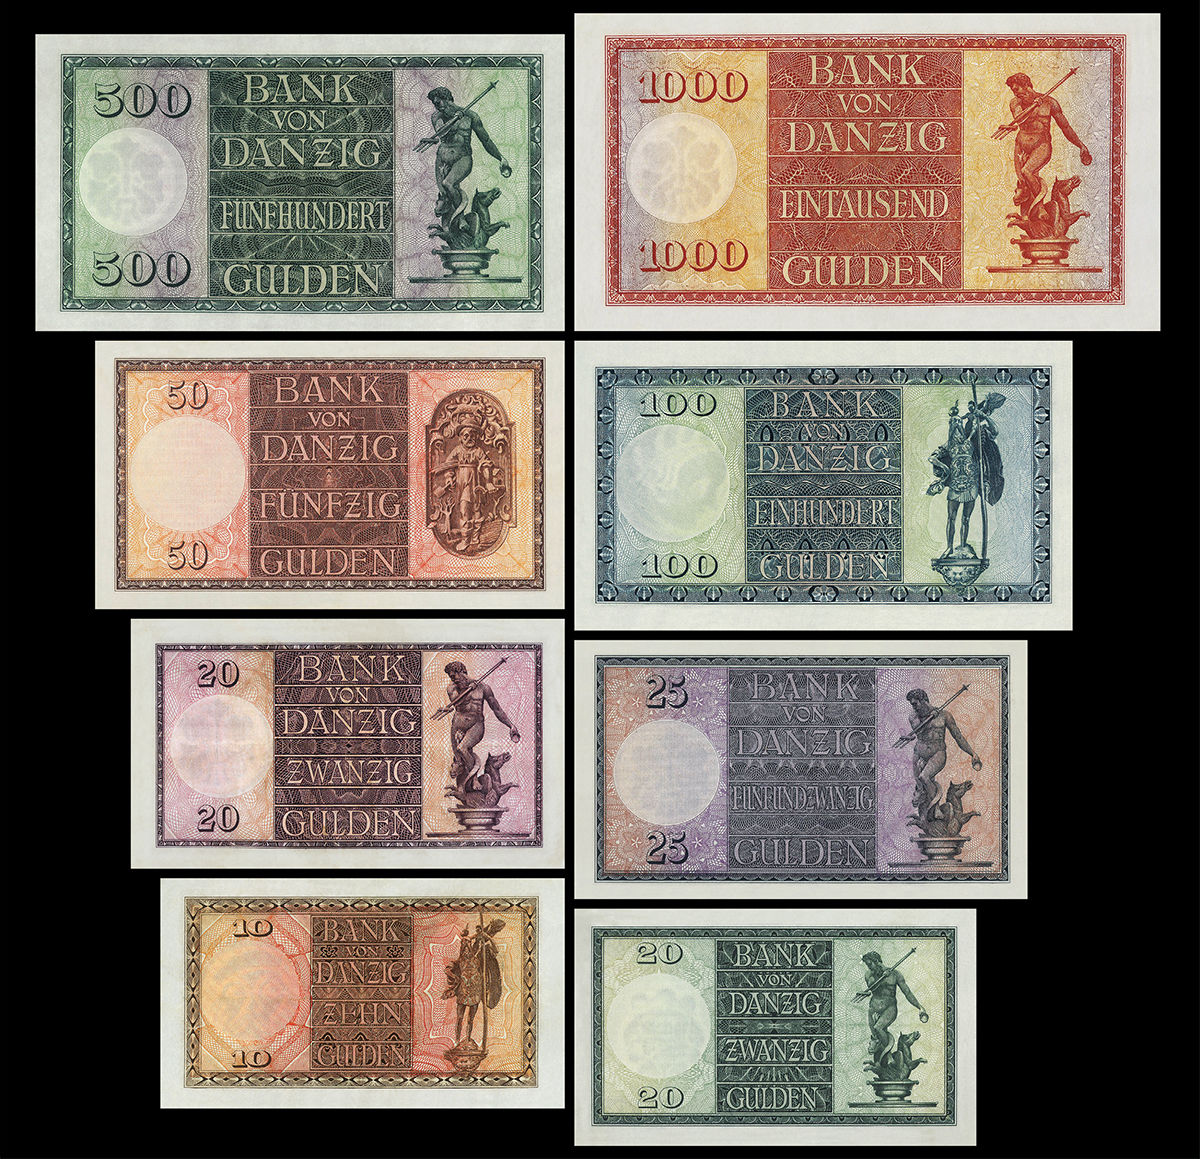 500
BANK
VON
DANZIG
FÜNFHUNDERT
500
GULDEN
1000
BANK
VON
DANZIG
EINTAUSEND
1000
GULDEN
50
BANK
VON
DANZIG
FÜNFZIG
50
GULDEN
100
BANK
VON
DANZIG
EINHUNDERT
100
GULDEN
20
BANK
VON
DANZIG
ZWANZIG
20
GULDEN
25
BANK
VON
DANZIG
FÜNFUNDZWANZIG
25
GULDEN
10
BANK
VON
DANZIG
ZEHN
10
GULDEN
20
BANK
VON
DANZIG
ZWANZIG
20
GULDEN